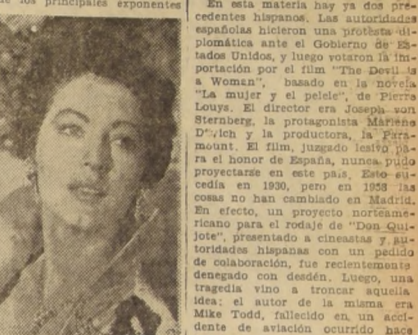 los principales exponentes
En esta materia hay ya dos pre-
cedentes hispanos. Las autoridades
españolas hicieron una protesta di-
plomática ante el Gobierno de Es-
tados Unidos, y luego votaron la im-
portación por el film "The Devil is
a Woman", basado en la novela
"La mujer y el pelele", de Pierre
Louys. El director era Joseph von
Sternberg, la protagonista Marlene
y la productora, la Para-
mount. El film, juzgado lesivo pa-
ra el honor de España, nunca pudo
proyectarse en este país. Esto su-
cedía en 1930, pero en 1958 las
cosas no han cambiado en Madrid.
En efecto, un proyecto norteame-
ricano para el rodaje de "Don Qui-
jote", presentado a cineastas y au-
toridades hispanas con un pedido
de colaboración, fue recientemente
denegado con desdén. Luego, una
tragedia vino a troncar aquella
idea: el autor de la misma era
Mike Todd, fallecido en un acci-
dente de aviación ocurrido hace